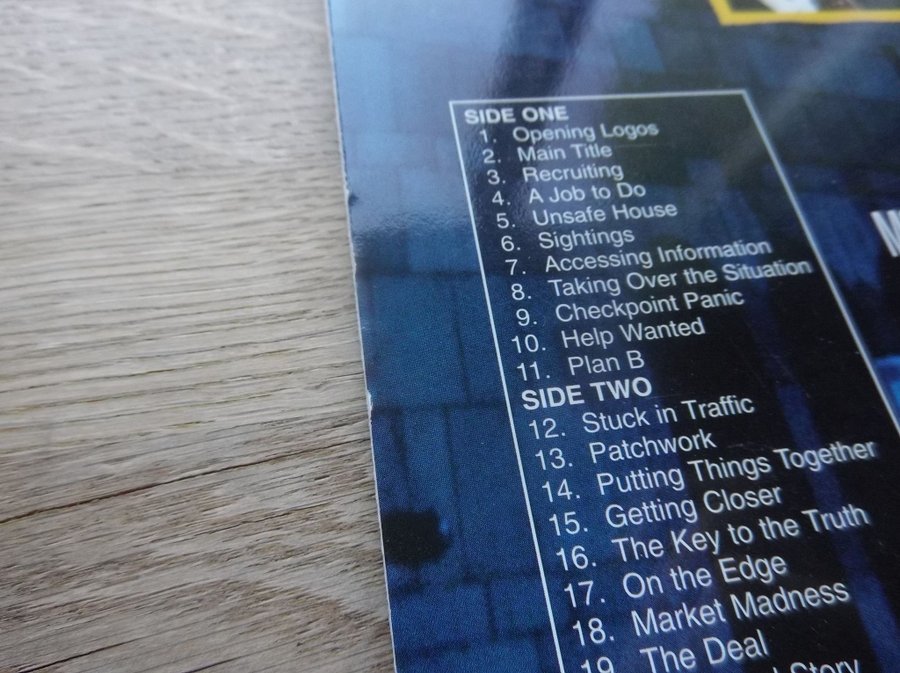 SIDE ONE
1. Opening Logos
2. Main Title
3. Recruiting
4. A Job to Do
5. Unsafe House
6. Sightings
7. Accessing Information
8. Taking Over the Situation
9. Checkpoint Panic
10. Help Wanted
11. Plan B
SIDE TWO
12. Stuck in Traffic
13. Patchwork
14. Putting Things Together
15. Getting Closer
16. The Key to the Truth
17. On the Edge
18. Market Madness
19. The Deal
Story